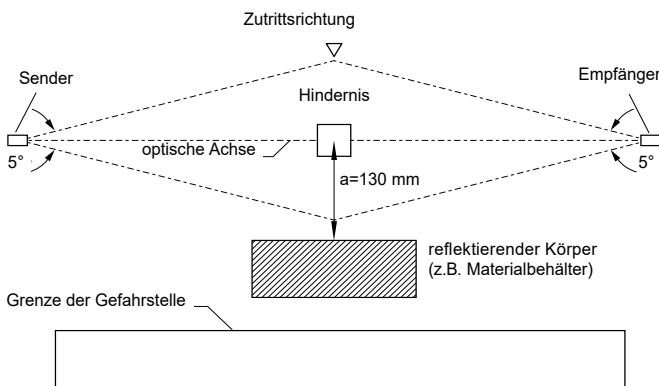 Zutrittsrichtung
Sender
Empfänger
Hindernis
optische Achse
5°
5°
a=130 mm
reflektierender Körper
(z.B. Materialbehälter)
Grenze der Gefahrstelle